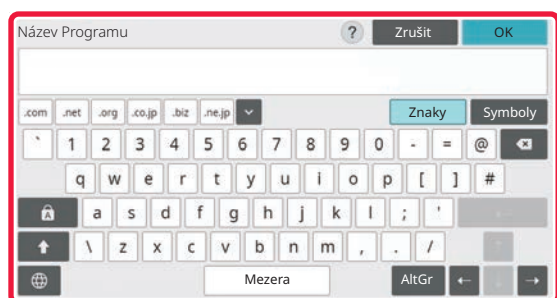 Název Programu ? Zrušit OK
.com .net .org .co.jp .biz .ne.jp Znaky Symboly
` 1 2 3 4 5 6 7 8 9 0 - = @
q w e r t y u i o p [ ] #
A a s d f g h j k l ; '
\ z x c v b n m , . /
Mezera AltGr